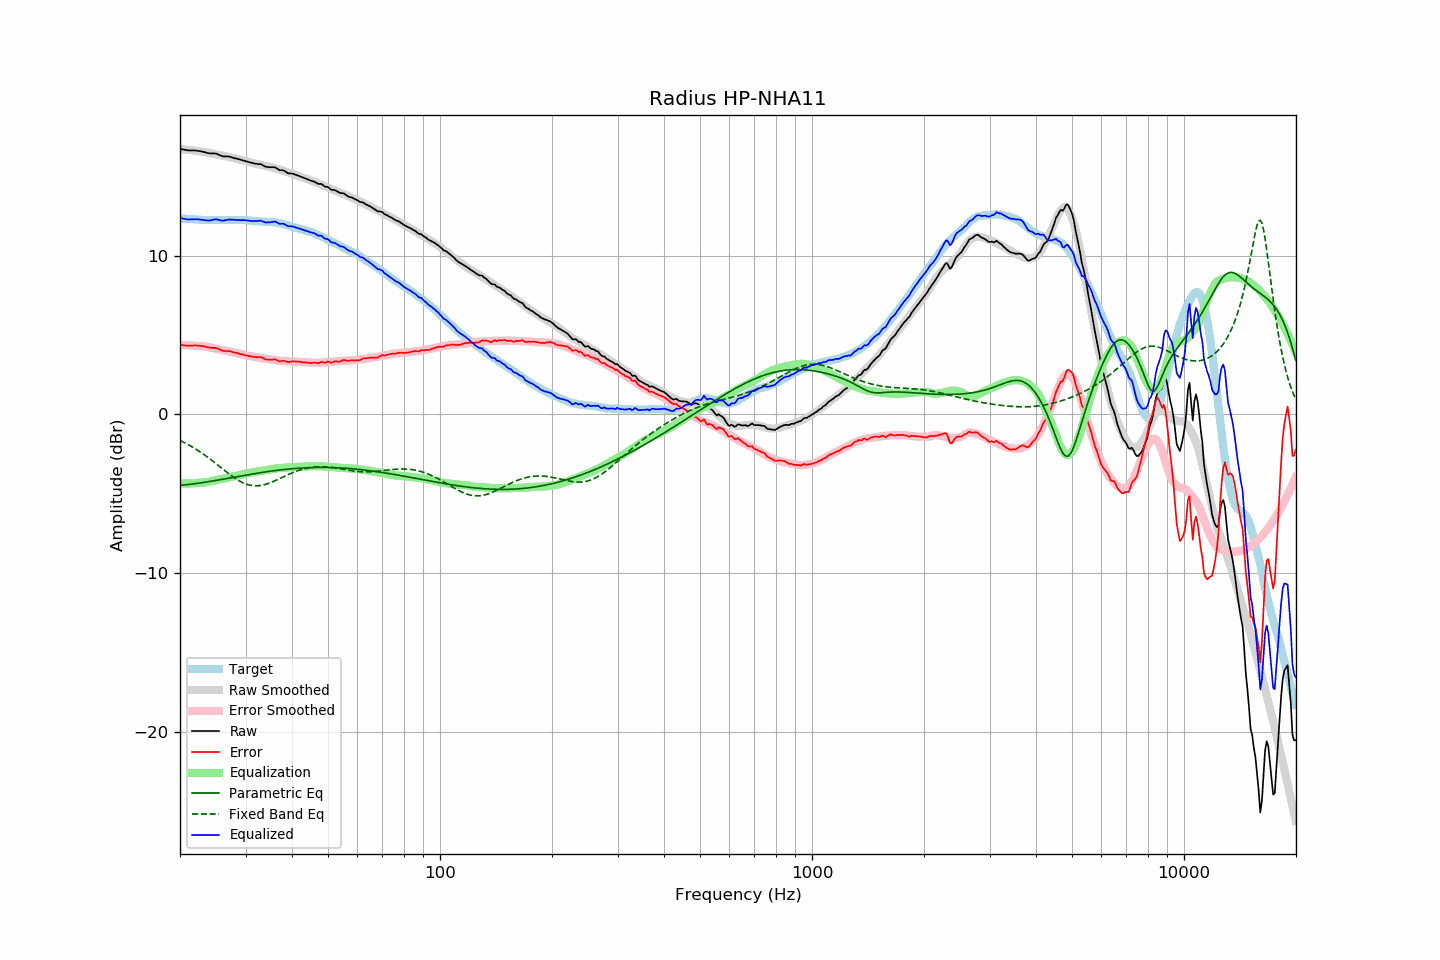 Radius HP-NHA11
Amplitude (dBr)
10
0
−10
−20
Target
Raw Smoothed
Error Smoothed
Raw
Error
Equalization
Parametric Eq
Fixed Band Eq
Equalized
100
1000
10000
Frequency (Hz)